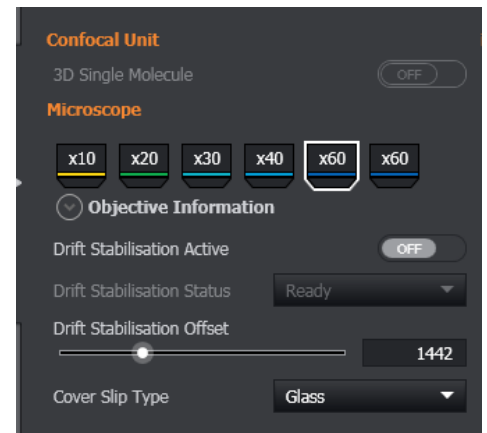 Confocal Unit
3D Single Molecule OFF
Microscope
x10 x20 x30 x40 x60 x60
Objective Information
Drift Stabilisation Active OFF
Drift Stabilisation Status Ready
Drift Stabilisation Offset
1442
Cover Slip Type Glass